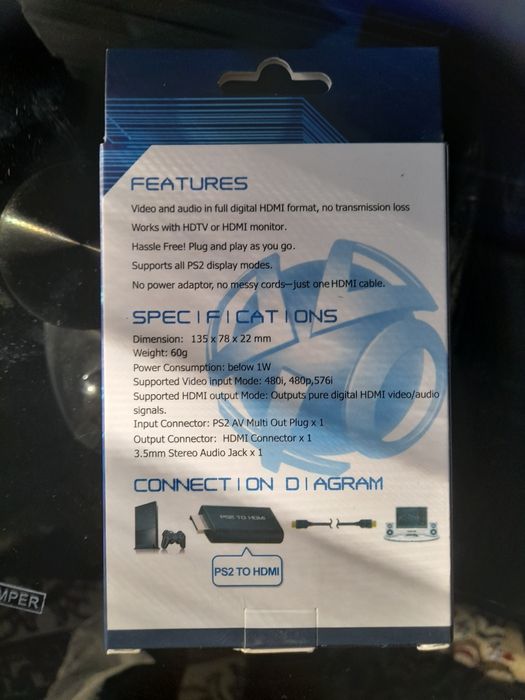 FEATURES
Video and audio in full digital HDMI format, no transmission loss
Works with HDTV or HDMI monitor.
Hassle Free! Plug and play as you go.
Supports all PS2 display modes.
No power adaptor, no messy cords—just one HDMI cable.
SPECIFICATIONS
Dimension: 135 x 78 x 22 mm
Weight: 60g
Power Consumption: below 1W
Supported Video input Mode: 480i, 480p,576i
Supported HDMI output Mode: Outputs pure digital HDMI video/audio
signals.
Input Connector: PS2 AV Multi Out Plug x 1
Output Connector: HDMI Connector x 1
3.5mm Stereo Audio Jack x 1
CONNECTION DIAGRAM
PS2 TO HDMI
PS2 TO HDMI
MPER